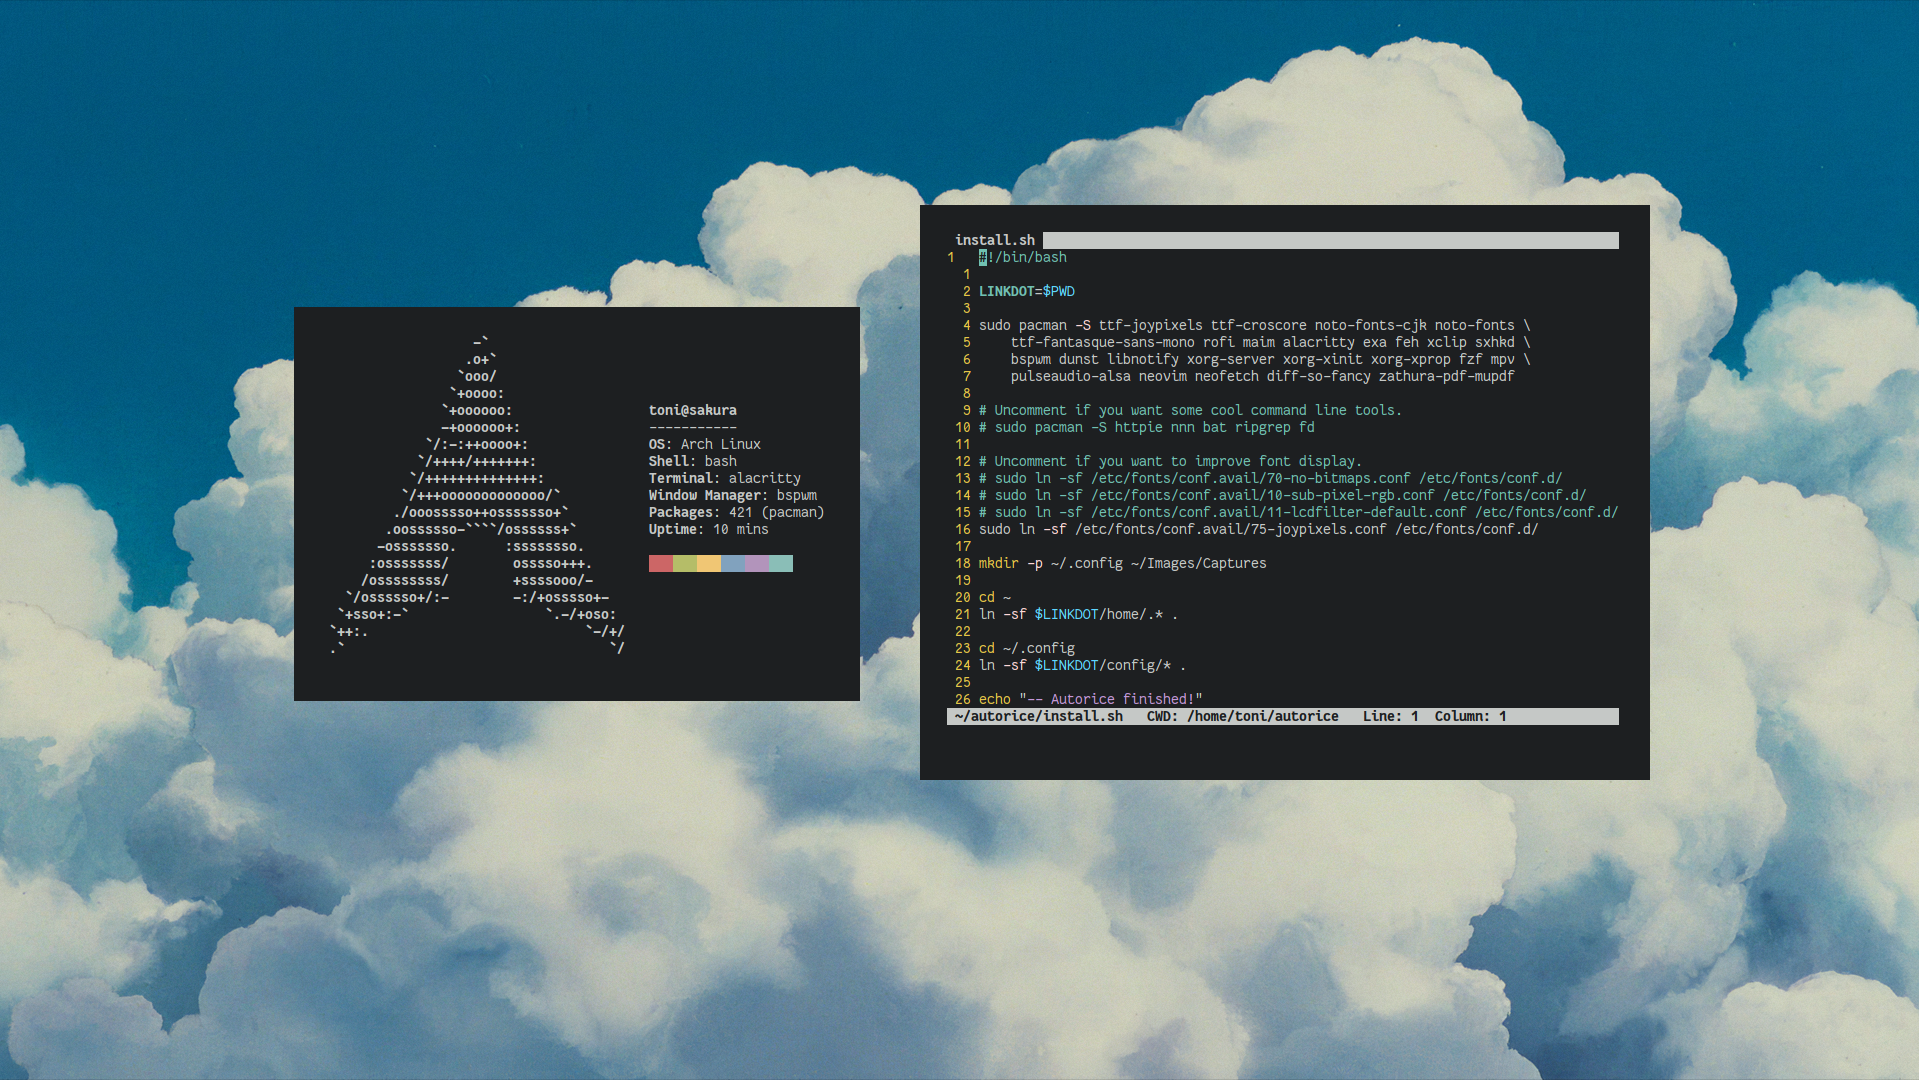 -`
.o+`
`ooo/
`+oooo:
`+oooooo:
-+oooooo+:
`/:-:++oooo+:
`/++++/+++++++:
`/++++++++++++++:
`/+++ooooooooooooo/`
./ooosssso++osssssso+`
.oossssso-````/ossssss+`
-osssssso.      :ssssssso.
:osssssss/        osssso+++.
/ossssssss/        +ssssooo/-
`/ossssso+/:-        -:/+osssso+-
`+sso+:-`                 `.-/+oso:
`++:.                           `-/+/
.`                                 `/
toni@sakura
-----------
OS: Arch Linux
Shell: bash
Terminal: alacritty
Window Manager: bspwm
Packages: 421 (pacman)
Uptime: 10 mins
install.sh
1   #!/bin/bash
1
2 LINKDOT=$PWD
3
4 sudo pacman -S ttf-joypixels ttf-croscore noto-fonts-cjk noto-fonts \
5     ttf-fantasque-sans-mono rofi maim alacritty exa feh xclip sxhkd \
6     bspwm dunst libnotify xorg-server xorg-xinit xorg-xprop fzf mpv \
7     pulseaudio-alsa neovim neofetch diff-so-fancy zathura-pdf-mupdf
8
9 # Uncomment if you want some cool command line tools.
10 # sudo pacman -S httpie nnn bat ripgrep fd
11
12 # Uncomment if you want to improve font display.
13 # sudo ln -sf /etc/fonts/conf.avail/70-no-bitmaps.conf /etc/fonts/conf.d/
14 # sudo ln -sf /etc/fonts/conf.avail/10-sub-pixel-rgb.conf /etc/fonts/conf.d/
15 # sudo ln -sf /etc/fonts/conf.avail/11-lcdfilter-default.conf /etc/fonts/conf.d/
16 sudo ln -sf /etc/fonts/conf.avail/75-joypixels.conf /etc/fonts/conf.d/
17
18 mkdir -p ~/.config ~/Images/Captures
19
20 cd ~
21 ln -sf $LINKDOT/home/.* .
22
23 cd ~/.config
24 ln -sf $LINKDOT/config/* .
25
26 echo "-- Autorice finished!"
~/autorice/install.sh   CWD: /home/toni/autorice   Line: 1  Column: 1